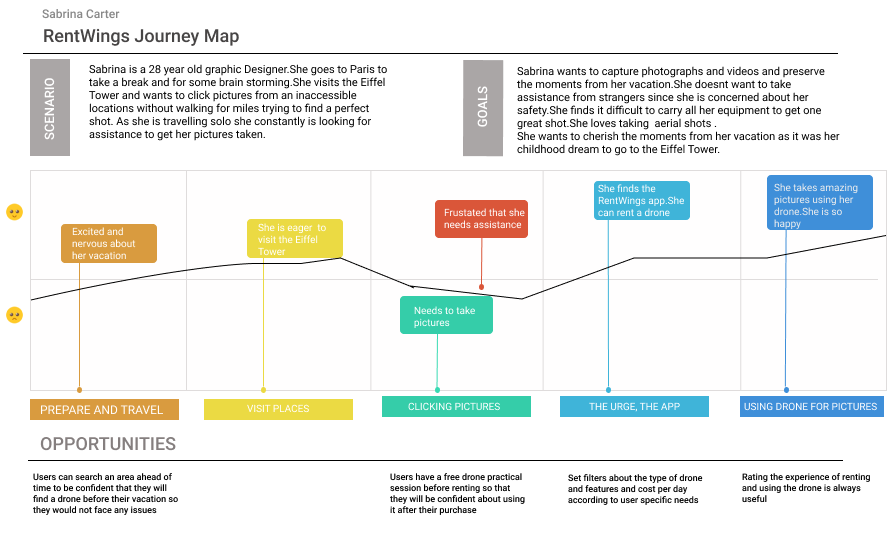 Sabrina Carter
RentWings Journey Map
SCENARIO
Sabrina is a 28 year old graphic Designer.She goes to Paris to
take a break and for some brain storming.She visits the Eiffel
Tower and wants to click pictures from an inaccessible
locations without walking for miles trying to find a perfect
shot. As she is travelling solo she constantly is looking for
assistance to get her pictures taken.
GOALS
Sabrina wants to capture photographs and videos and preserve
the moments from her vacation.She doesnt want to take
assistance from strangers since she is concerned about her
safety.She finds it difficult to carry all her equipment to get one
great shot.She loves taking  aerial shots .
She wants to cherish the moments from her vacation as it was her
childhood dream to go to the Eiffel Tower.
Excited and
nervous about
her vacation
She is eager  to
visit the Eiffel
Tower
Frustated that she
needs assistance
Needs to take
pictures
She finds the
RentWings app.She
can rent a drone
She takes amazing
pictures using her
drone.She is so
happy
PREPARE AND TRAVEL
VISIT PLACES
CLICKING PICTURES
THE URGE, THE APP
USING DRONE FOR PICTURES
OPPORTUNITIES
Users can search an area ahead of
time to be confident that they will
find a drone before their vacation so
they would not face any issues
Users have a free drone practical
session before renting so that
they will be confident about using
it after their purchase
Set filters about the type of drone
and features and cost per day
according to user specific needs
Rating the experience of renting
and using the drone is always
useful